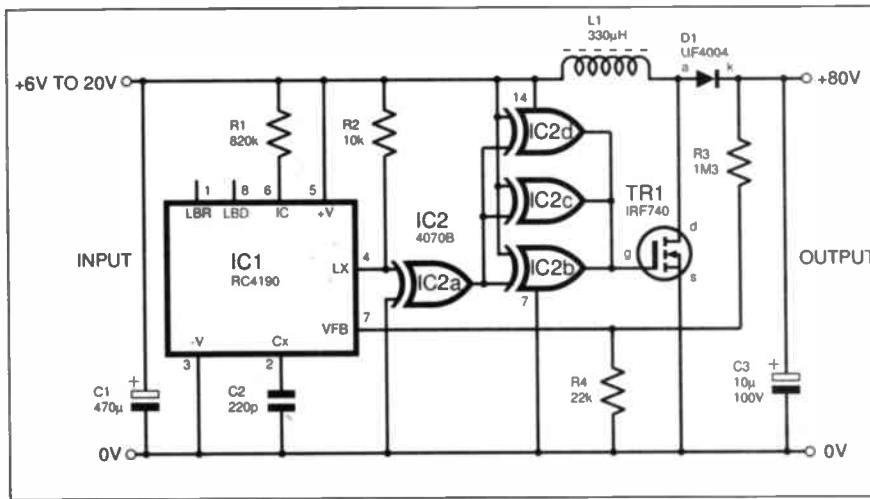 L1
330µH
D1
UF4004
a
k
+6V TO 20V
+80V
14
R1
820k
R2
10k
IC2d
R3
1M3
1
8
6
5
LBR
LBD
IC
+V
IC2
4070B
IC2c
TR1
IRF740
d
INPUT
IC1
RC4190
4
LX
IC2a
IC2b
g
s
OUTPUT
7
7
VFB
-V
Cx
3
2
C1
470µ
+
C2
220p
R4
22k
C3
10µ
100V
+
0V
0V